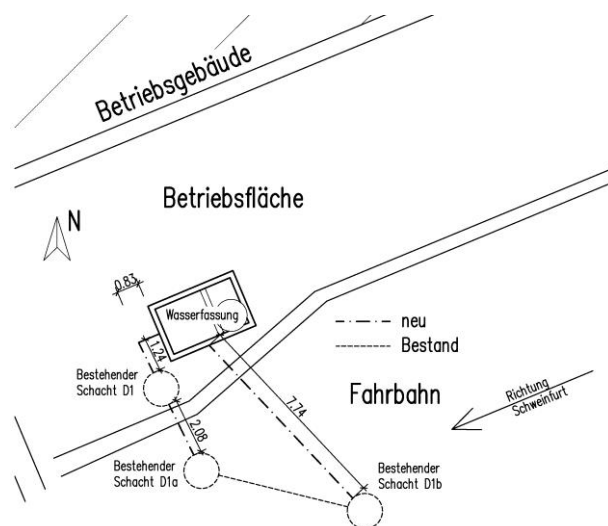 Betriebsgebäude
Betriebsfläche
N
0.83
Wasserfassung
1.24
neu
Bestand
Bestehender
Schacht D1
7.74
Fahrbahn
Richtung
Schweinfurt
2.08
Bestehender
Schacht D1a
Bestehender
Schacht D1b